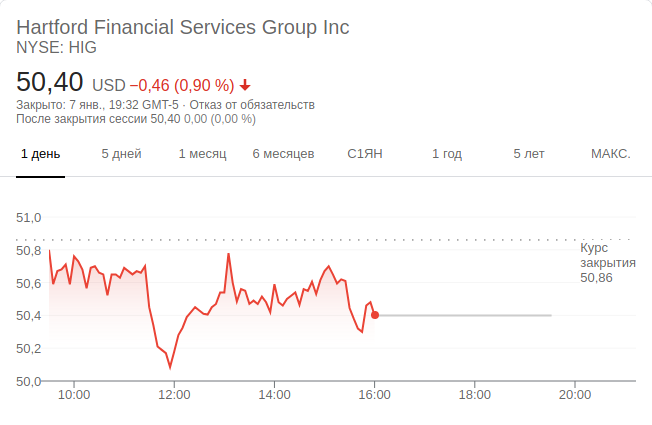 Hartford Financial Services Group Inc
NYSE: HIG
50,40 USD −0,46 (0,90 %)
Закрыто: 7 янв., 19:32 GMT-5 · Отказ от обязательств
После закрытия сессии 50,40 0,00 (0,00 %)
1 день 5 дней 1 месяц 6 месяцев С1ЯН 1 год 5 лет МАКС.
51,0
50,8
50,6
50,4
50,2
50,0
Курс
закрытия
50,86
10:00 12:00 14:00 16:00 18:00 20:00